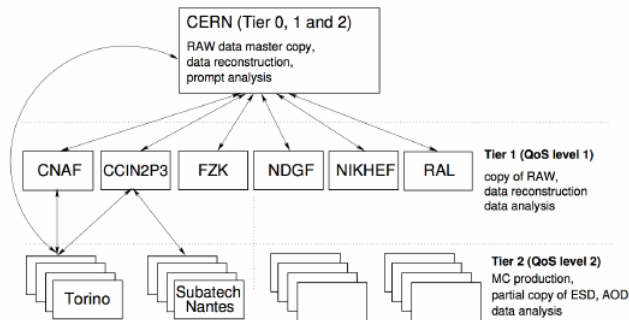 CERN (Tier 0, 1 and 2)
RAW data master copy,
data reconstruction,
prompt analysis
CNAF
CCIN2P3
FZK
NDGF
NIKHEF
RAL
Tier 1 (QoS level 1)
copy of RAW,
data reconstruction
data analysis
Torino
Subatech
Nantes
Tier 2 (QoS level 2)
MC production,
partial copy of ESD, AOD
data analysis